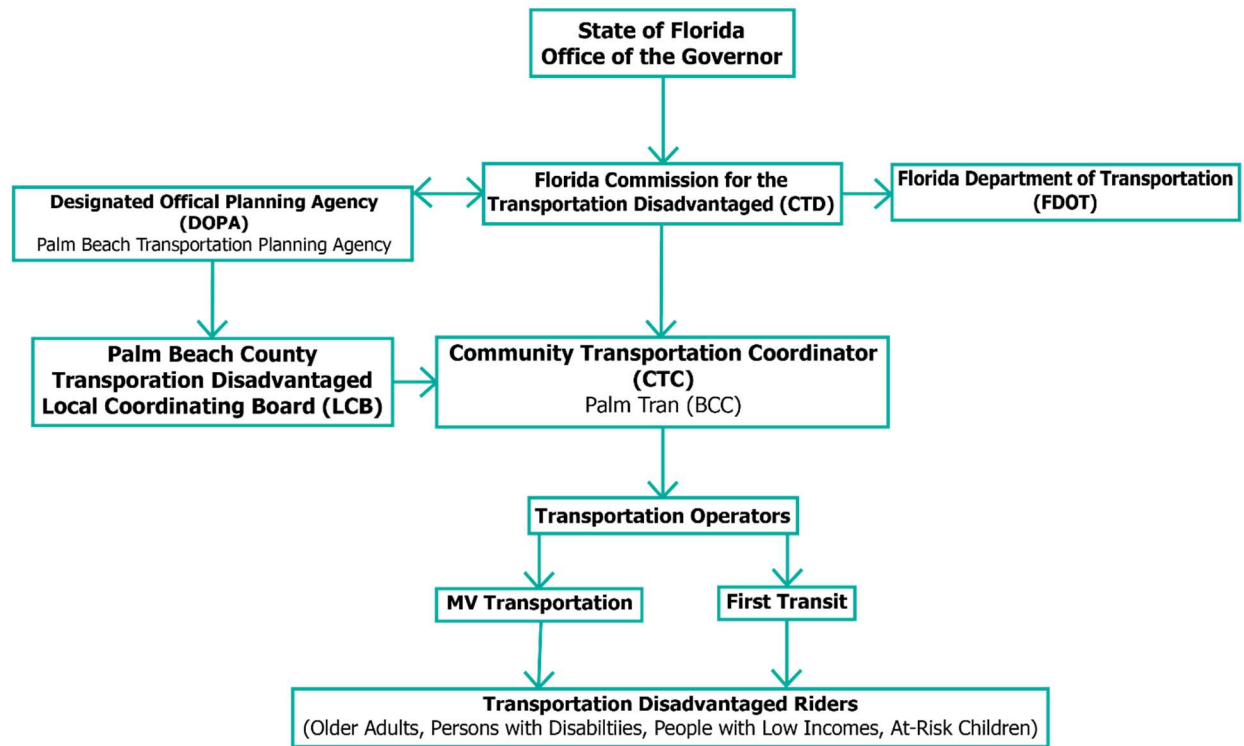 State of Florida
Office of the Governor
Florida Commission for the
Transportation Disadvantaged (CTD)
Florida Department of Transportation
(FDOT)
Designated Offical Planning Agency
(DOPA)
Palm Beach Transportation Planning Agency
Palm Beach County
Transporation Disadvantaged
Local Coordinating Board (LCB)
Community Transportation Coordinator
(CTC)
Palm Tran (BCC)
Transportation Operators
MV Transportation
First Transit
Transportation Disadvantaged Riders
(Older Adults, Persons with Disabiltiies, People with Low Incomes, At-Risk Children)